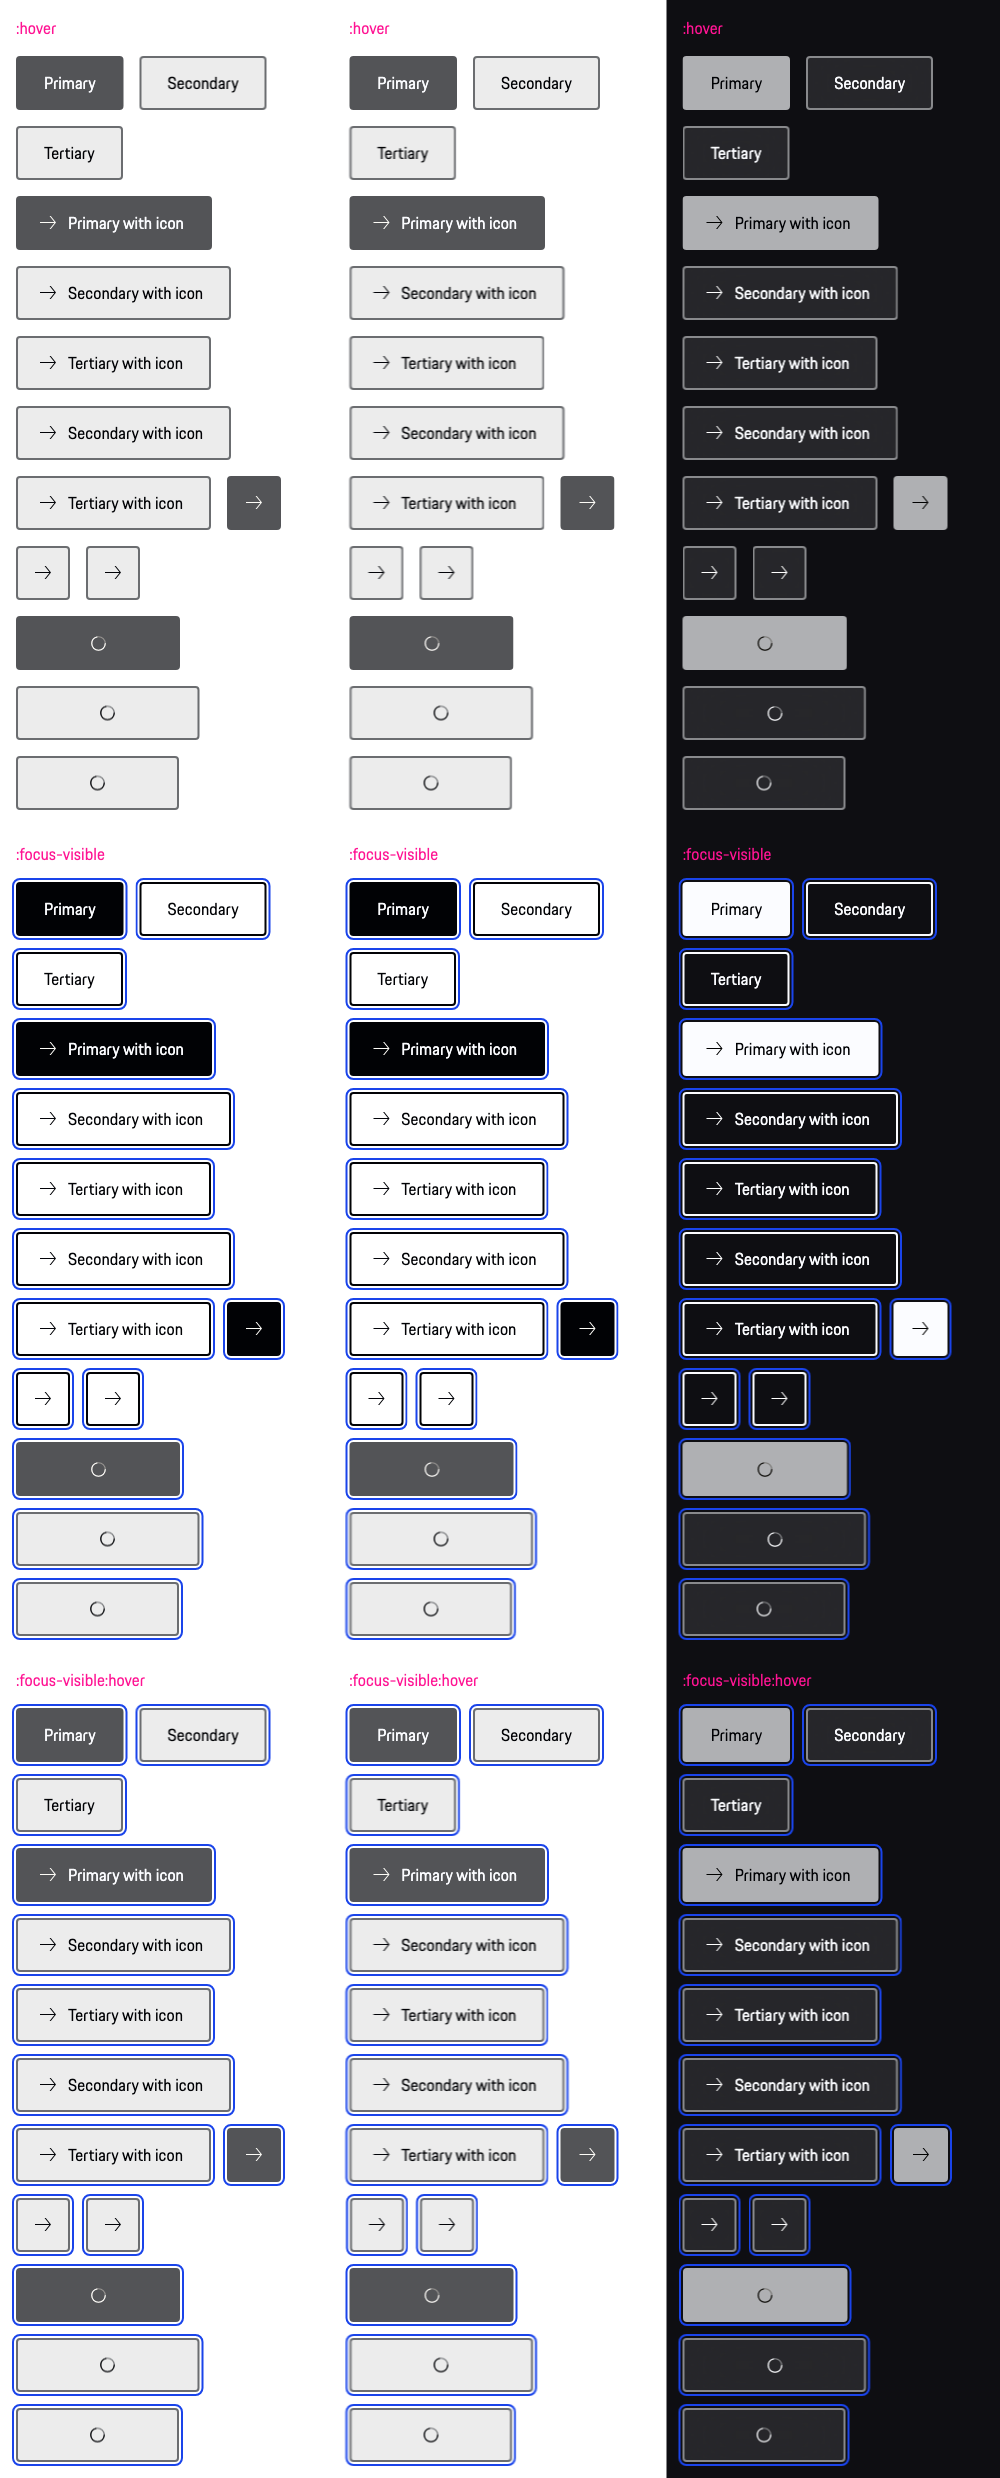 :hover :hover :hover
Primary Secondary Primary Secondary Primary Secondary
Tertiary Tertiary Tertiary
Primary with icon Primary with icon Primary with icon
Secondary with icon Secondary with icon Secondary with icon
Tertiary with icon Tertiary with icon Tertiary with icon
Secondary with icon Secondary with icon Secondary with icon
Tertiary with icon Tertiary with icon Tertiary with icon
:focus-visible :focus-visible :focus-visible
Primary Secondary Primary Secondary Primary Secondary
Tertiary Tertiary Tertiary
Primary with icon Primary with icon Primary with icon
Secondary with icon Secondary with icon Secondary with icon
Tertiary with icon Tertiary with icon Tertiary with icon
Secondary with icon Secondary with icon Secondary with icon
Tertiary with icon Tertiary with icon Tertiary with icon
:focus-visible:hover :focus-visible:hover :focus-visible:hover
Primary Secondary Primary Secondary Primary Secondary
Tertiary Tertiary Tertiary
Primary with icon Primary with icon Primary with icon
Secondary with icon Secondary with icon Secondary with icon
Tertiary with icon Tertiary with icon Tertiary with icon
Secondary with icon Secondary with icon Secondary with icon
Tertiary with icon Tertiary with icon Tertiary with icon